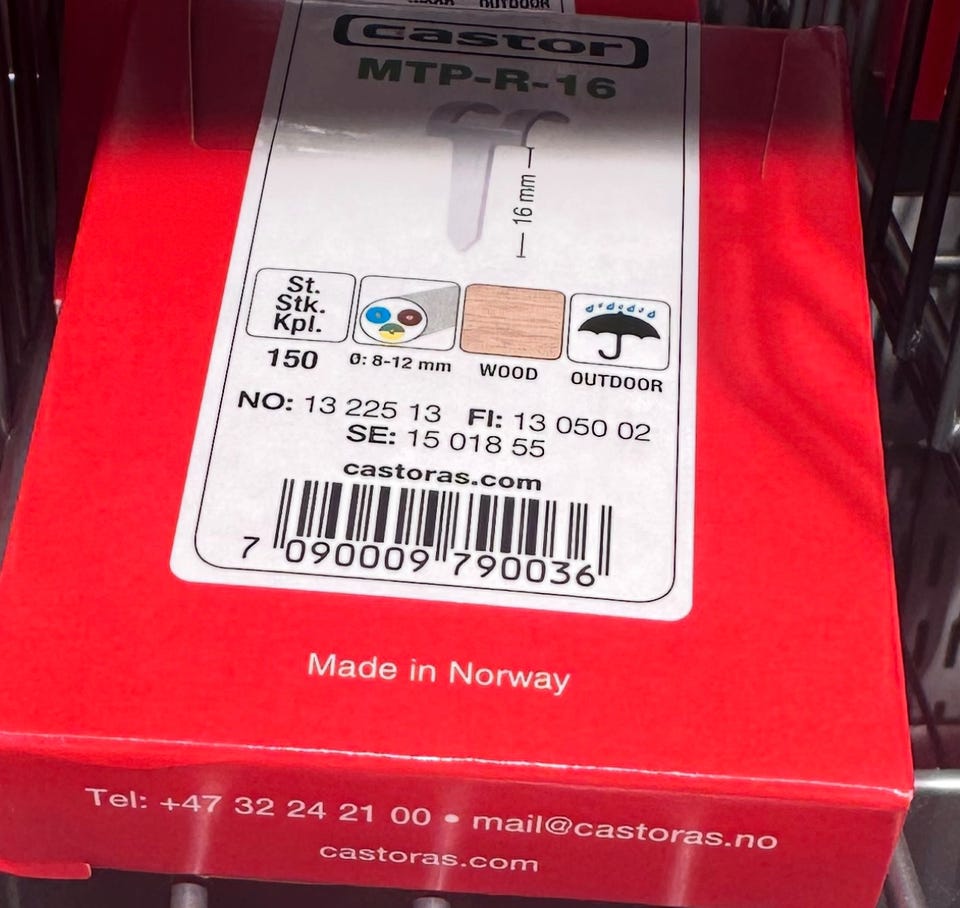 OUTDOOR
castor
MTP-R-16
16 mm
St.
Stk.
Kpl.
150
Ø: 8-12 mm
WOOD
OUTDOOR
NO: 13 225 13 FI: 13 050 02
SE: 15 018 55
castoras.com
7 090009 790036
Made in Norway
Tel: +47 32 24 21 00 • mail@castoras.no
castoras.com